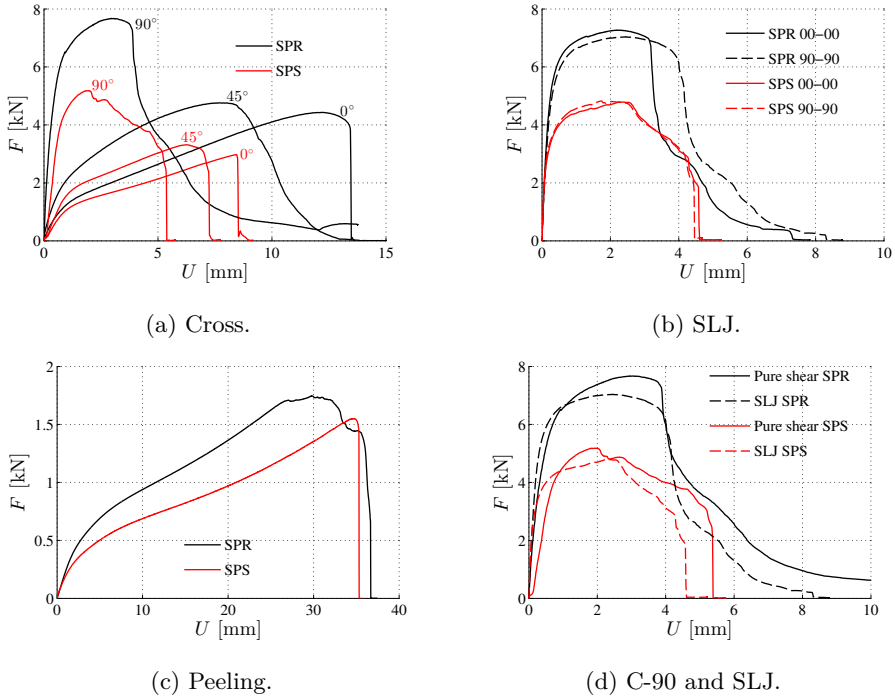 8
6
4
2
0
0
5
10
15
F [kN]
U [mm]
90°
90°
45°
45°
0°
0°
SPR
SPS
(a) Cross.
8
6
4
2
0
0
2
4
6
8
10
F [kN]
U [mm]
SPR 00–00
SPR 90–90
SPS 00–00
SPS 90–90
(b) SLJ.
2
1.5
1
0.5
0
0
10
20
30
40
F [kN]
U [mm]
SPR
SPS
(c) Peeling.
8
6
4
2
0
0
2
4
6
8
10
F [kN]
U [mm]
Pure shear SPR
SLJ SPR
Pure shear SPS
SLJ SPS
(d) C-90 and SLJ.